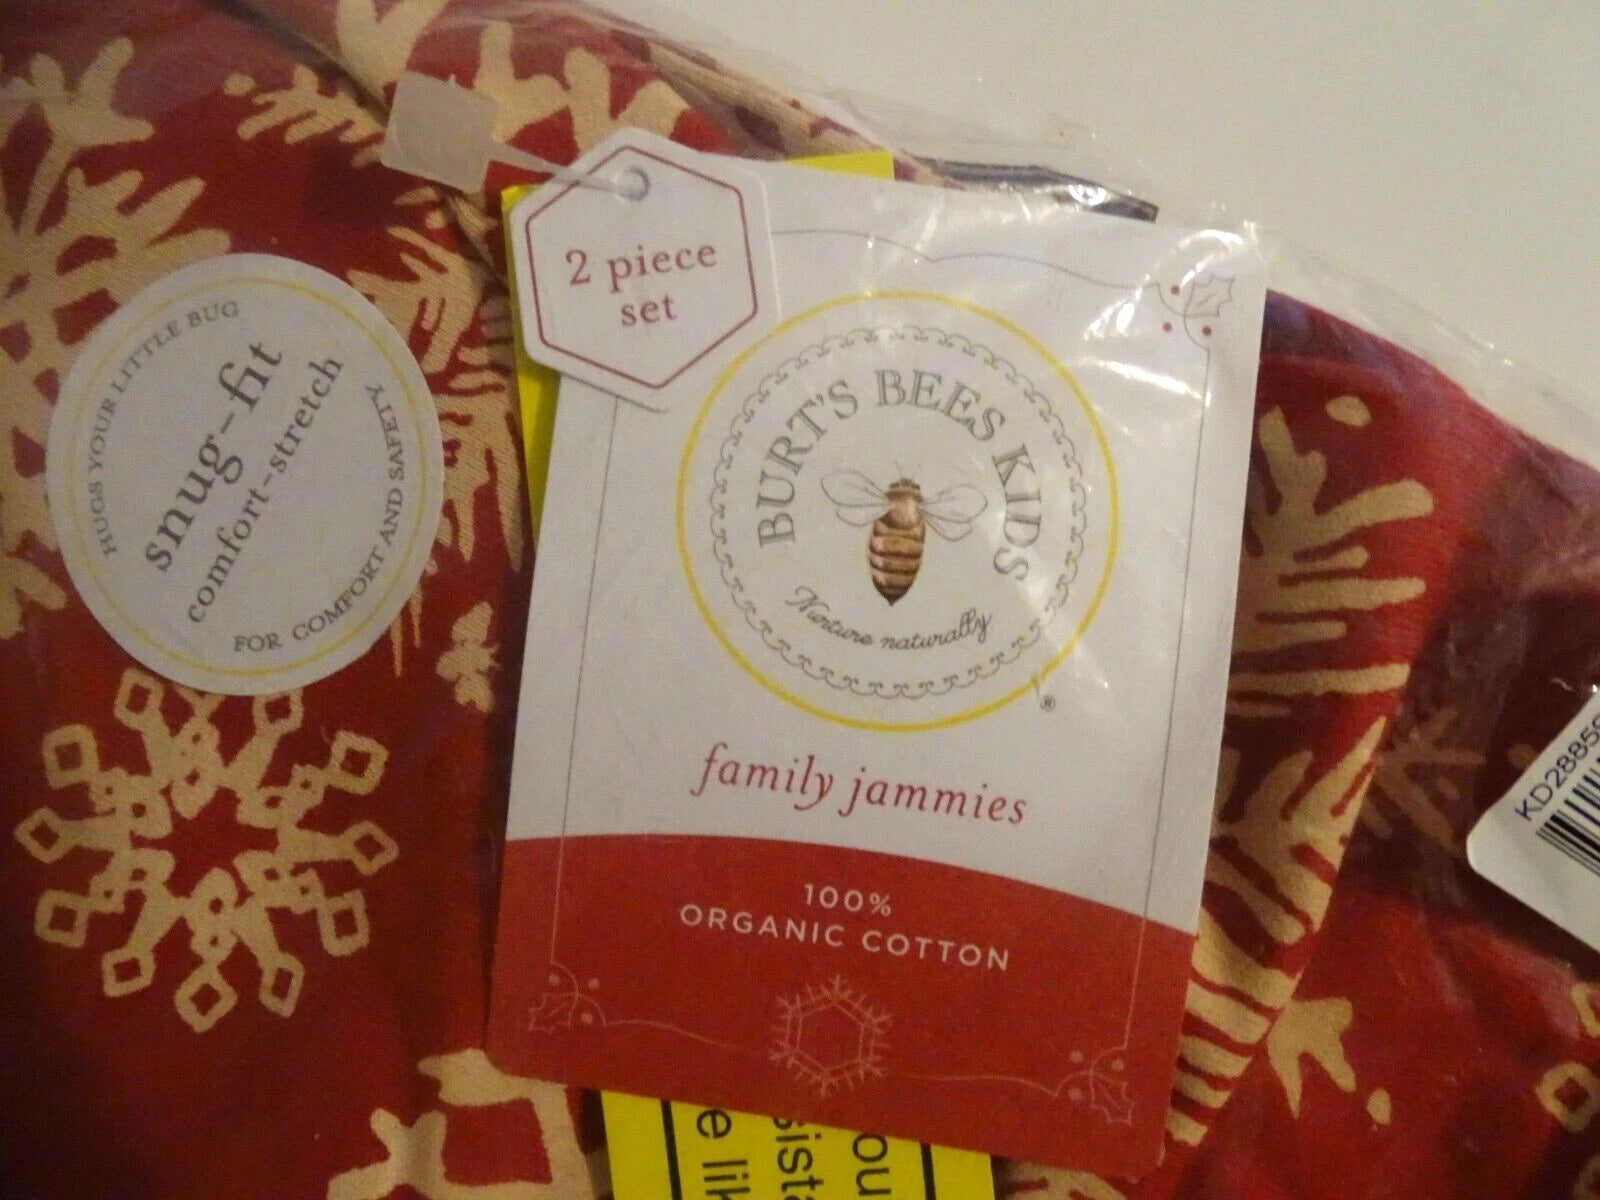 HUGS YOUR LITTLE BUG
snug-fit
comfort-stretch
FOR COMFORT AND SAFETY
2 piece
set
BURT'S BEES KIDS
Nurture naturally
®
family jammies
100%
ORGANIC COTTON